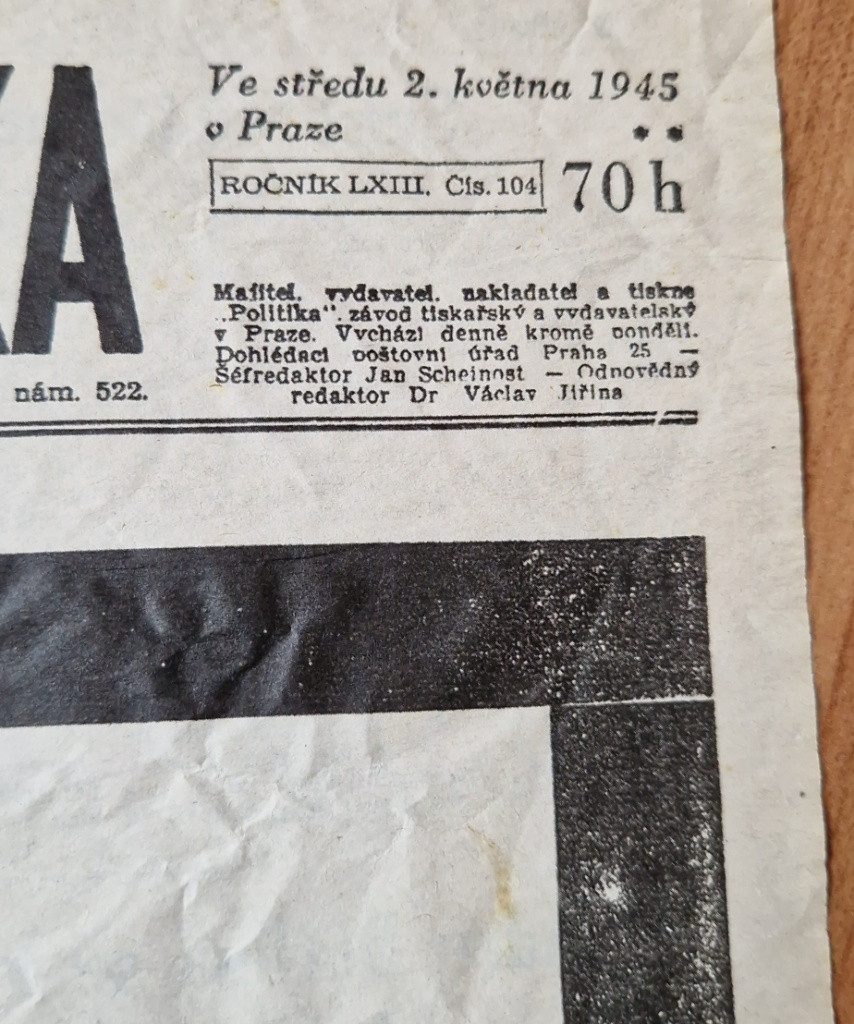 KA
Ve středu 2. května 1945
v Praze
ROČNÍK LXIII. Čís. 104 70 h
Majitel, vydavatel, nakladatel a tiskne
„Politika“, závod tiskařský a vydavatelský
v Praze. Vychází denně kromě pondělí.
Dohlédací poštovní úřad Praha 25 —
Šéfredaktor Jan Scheinost — Odpovědný
redaktor Dr Václav Jiřina
nám. 522.